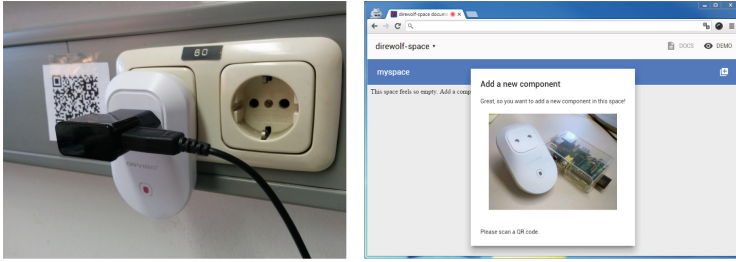 60
direwolf-space docume
direwolf-space
DOCS
DEMO
myspace
This space feels so empty. Add a comp
Add a new component
Great, so you want to add a new component in this space!
Please scan a QR code.